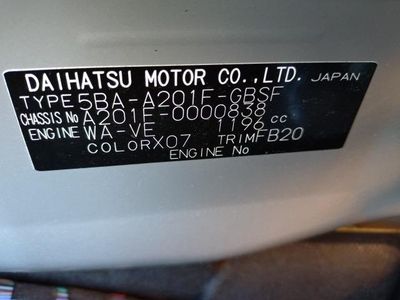 DAIHATSU MOTOR CO.,LTD. JAPAN
TYPE 5BA-A201F-GBSF
CHASSIS No A201F-0000838
ENGINE WA-VE 1196 cc
COLOR X07 TRIM FB20
ENGINE No